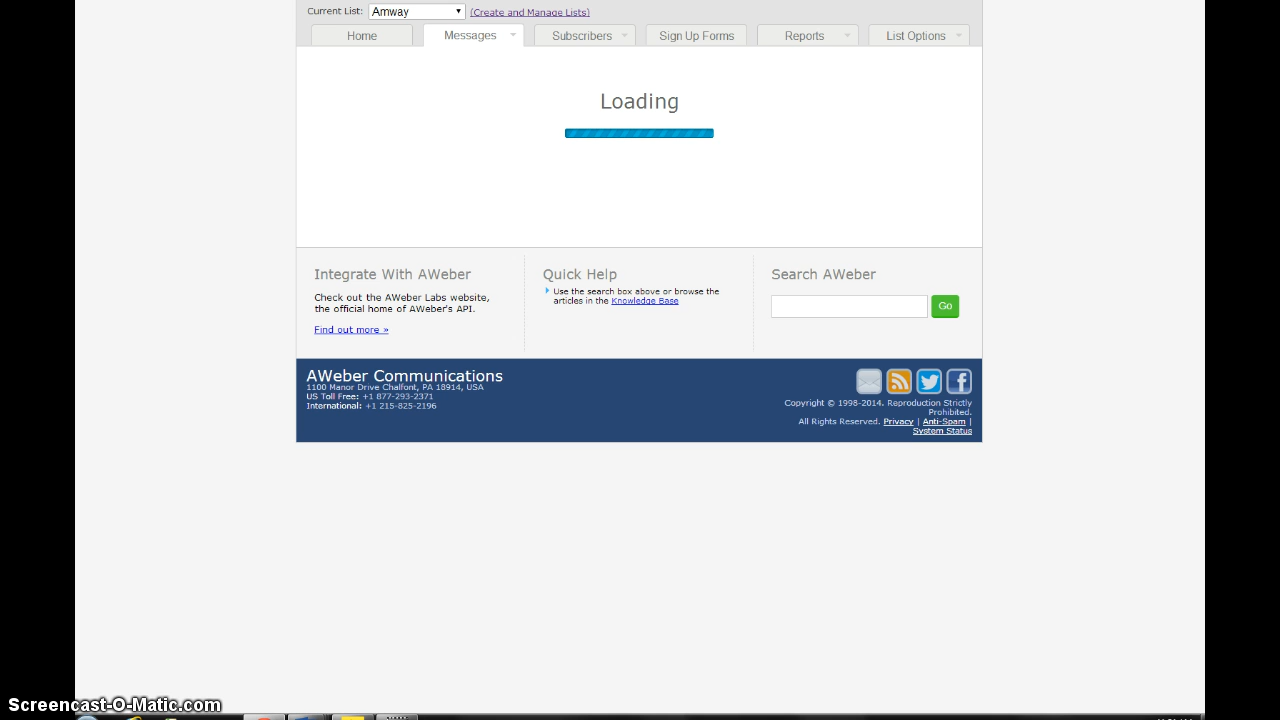 Current List: Amway (Create and Manage Lists)
Home Messages Subscribers Sign Up Forms Reports List Options
Loading
Integrate With AWeber
Check out the AWeber Labs website,
the official home of AWeber's API.
Find out more »
Quick Help
Use the search box above or browse the
articles in the Knowledge Base
Search AWeber
Go
AWeber Communications
1100 Manor Drive Chalfont, PA 18914, USA
US Toll Free: +1 877-293-2371
International: +1 215-825-2196
Copyright © 1998-2014. Reproduction Strictly
Prohibited.
All Rights Reserved. Privacy | Anti-Spam |
System Status
Screencast-O-Matic.com